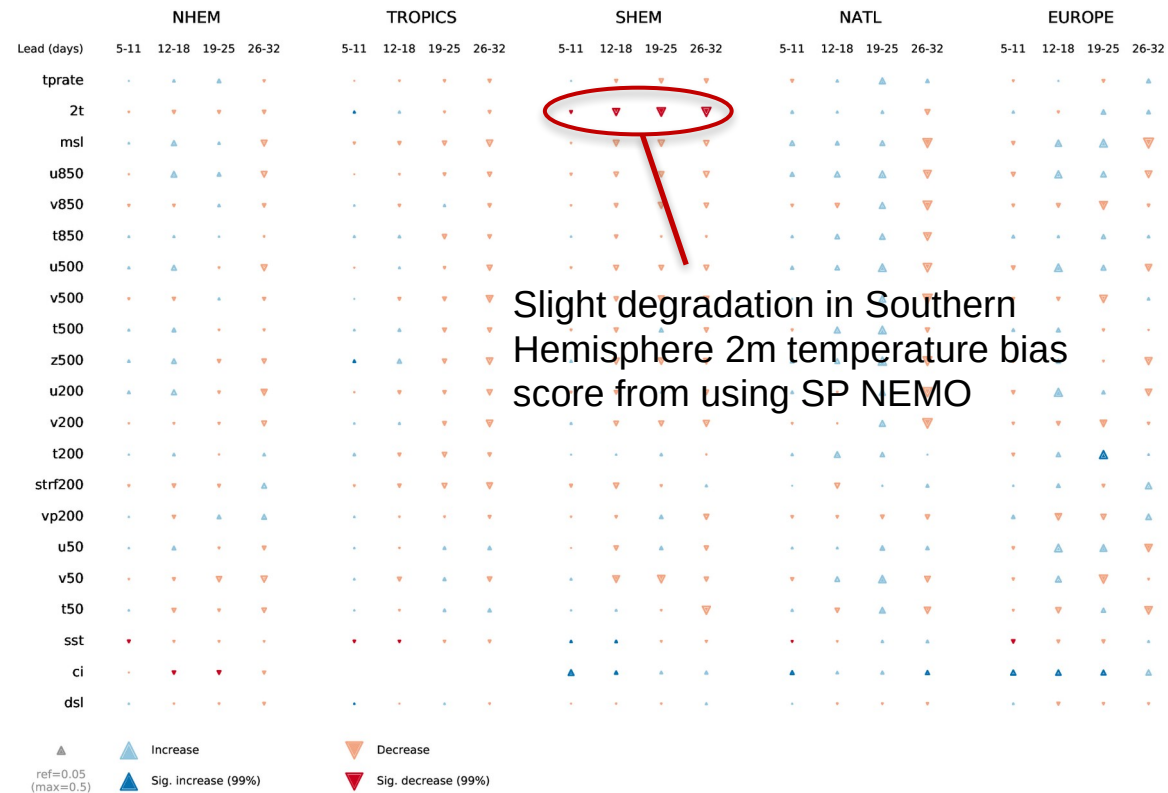 NHEM TROPICS SHEM NATL EUROPE
Lead (days) 5-11 12-18 19-25 26-32 5-11 12-18 19-25 26-32 5-11 12-18 19-25 26-32 5-11 12-18 19-25 26-32 5-11 12-18 19-25 26-32
tprate
2t
msl
u850
v850
t850
u500
v500
t500
z500
u200
v200
t200
strf200
vp200
u50
v50
t50
sst
ci
dsl
Slight degradation in Southern
Hemisphere 2m temperature bias
score from using SP NEMO
Increase Decrease
ref=0.05
(max=0.5)
Sig. increase (99%) Sig. decrease (99%)